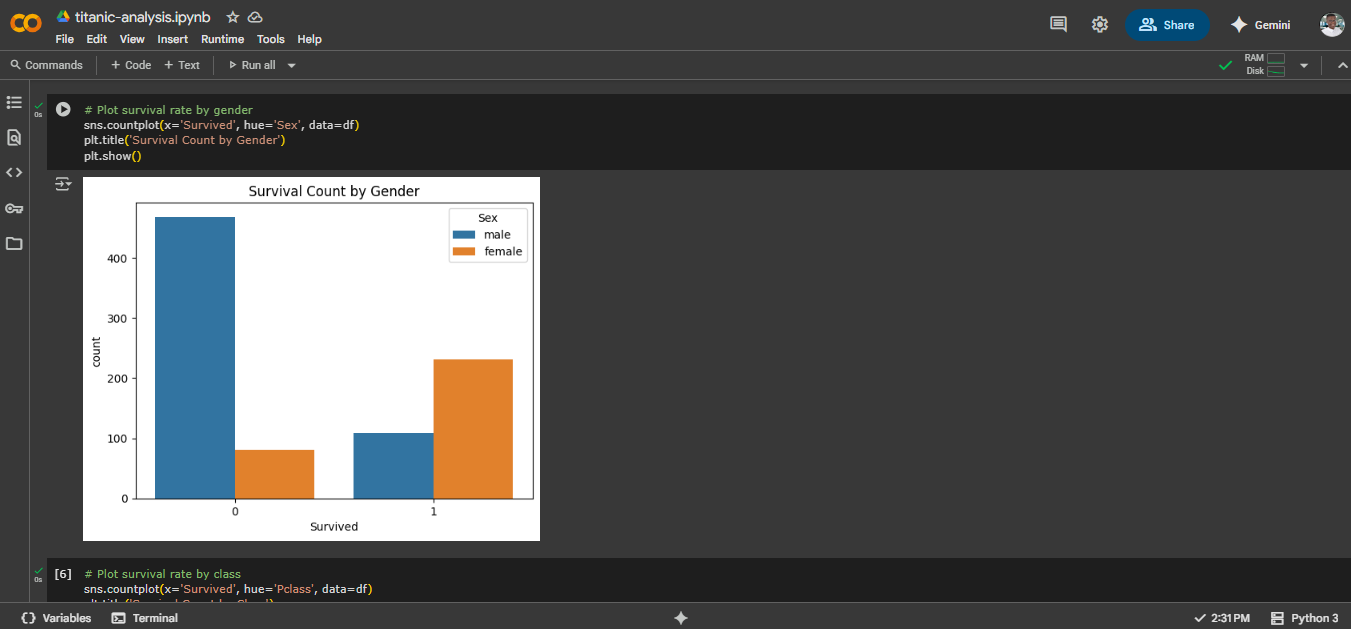 titanic-analysis.ipynb
File Edit View Insert Runtime Tools Help
Share
Gemini
Commands + Code + Text Run all
RAM
Disk
0s
# Plot survival rate by gender
sns.countplot(x='Survived', hue='Sex', data=df)
plt.title('Survival Count by Gender')
plt.show()
Survival Count by Gender
Sex
male
female
400
300
200
100
0
count
0 1
Survived
0s
[6]
# Plot survival rate by class
sns.countplot(x='Survived', hue='Pclass', data=df)
Variables Terminal
2:31 PM Python 3